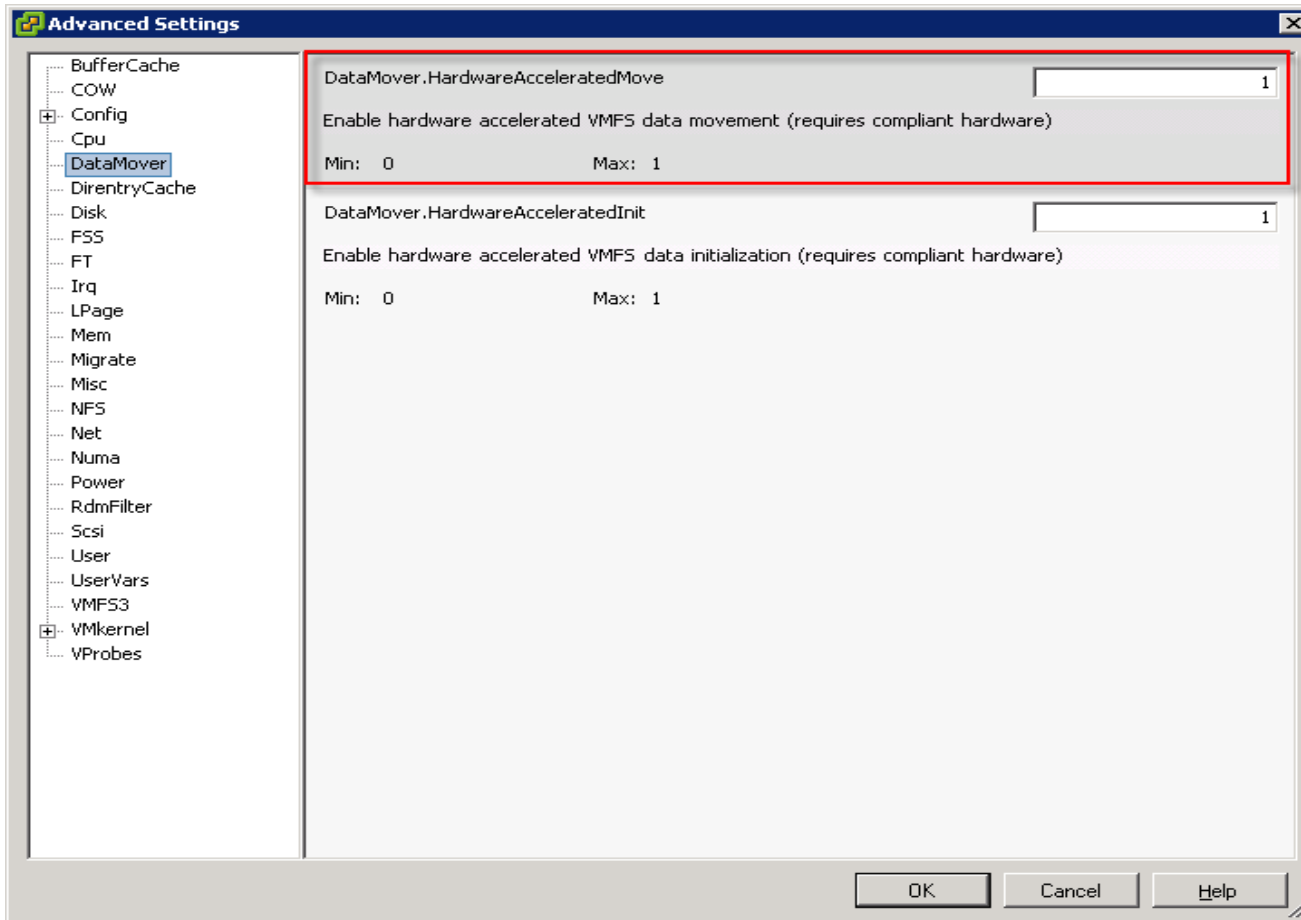 Advanced Settings
BufferCache
COW
Config
Cpu
DataMover
DirentryCache
Disk
FSS
FT
Irq
LPage
Mem
Migrate
Misc
NFS
Net
Numa
Power
RdmFilter
Scsi
User
UserVars
VMFS3
VMkernel
VProbes
DataMover.HardwareAcceleratedMove 1
Enable hardware accelerated VMFS data movement (requires compliant hardware)
Min: 0 Max: 1
DataMover.HardwareAcceleratedInit 1
Enable hardware accelerated VMFS data initialization (requires compliant hardware)
Min: 0 Max: 1
OK Cancel Help